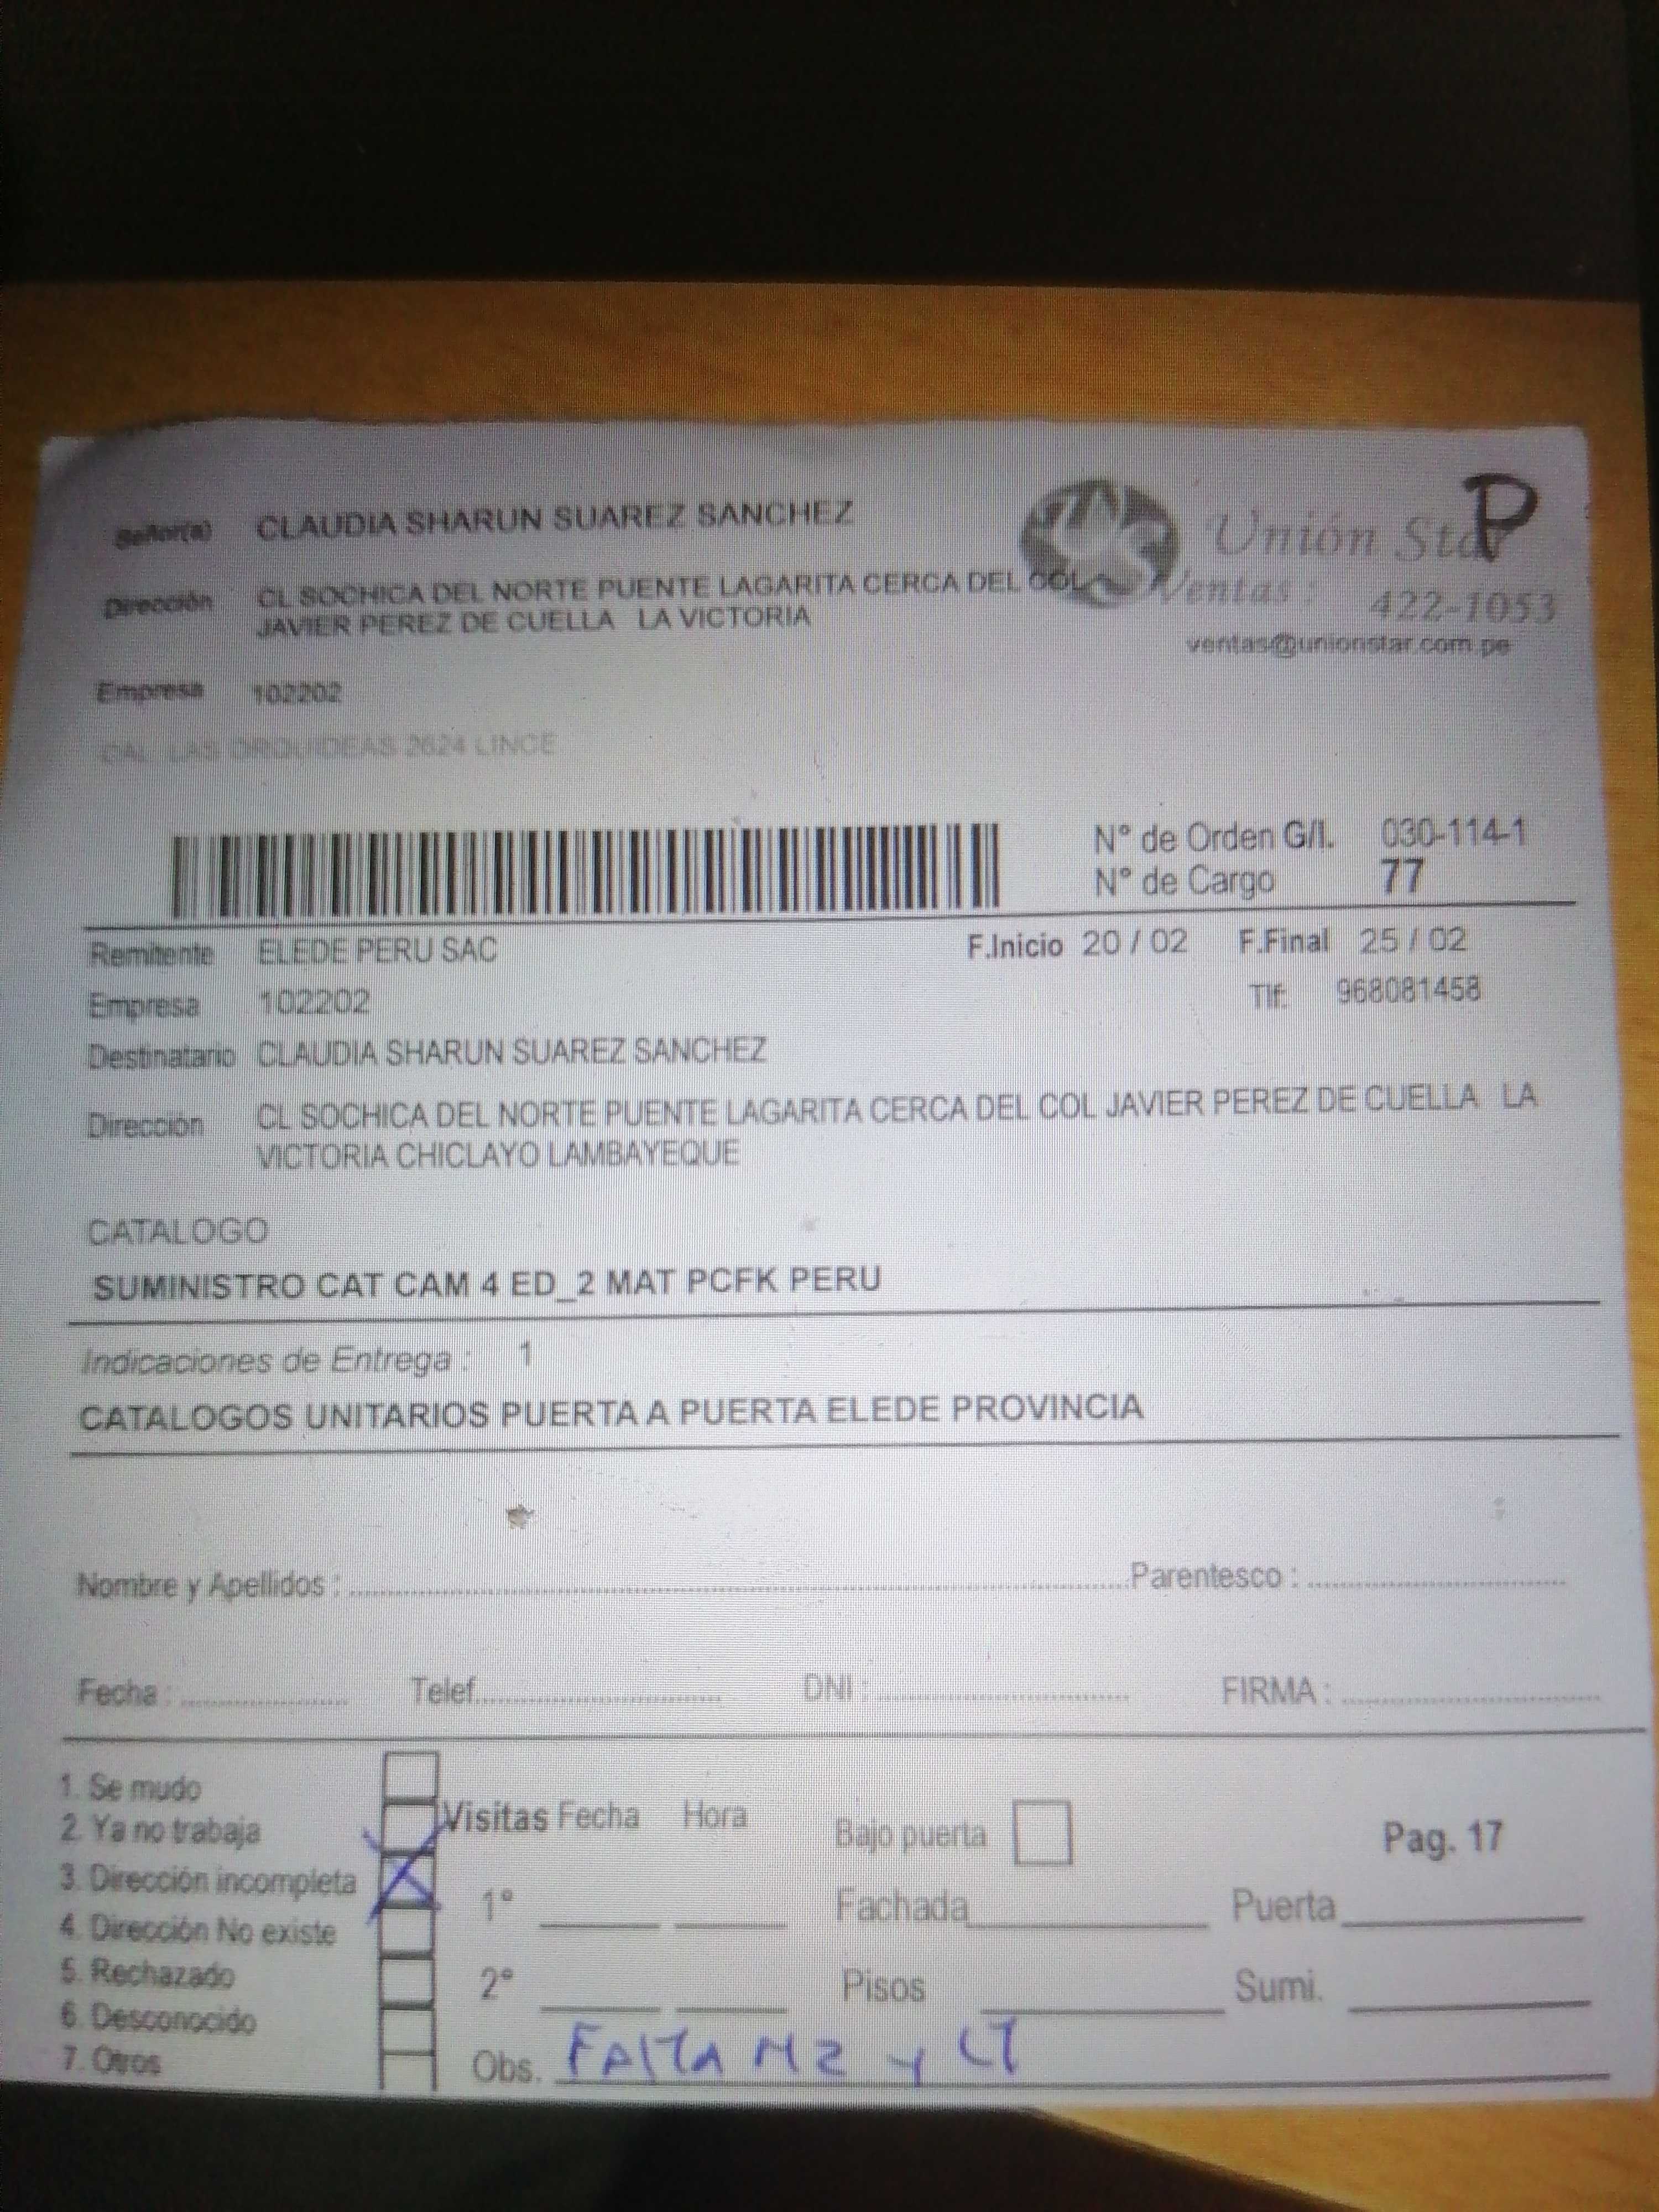 Señor(a) CLAUDIA SHARUN SUAREZ SANCHEZ
Unión Star
P
Dirección CL SOCHICA DEL NORTE PUENTE LAGARITA CERCA DEL COL
JAVIER PEREZ DE CUELLA LA VICTORIA
Ventas : 422-1053
ventas@unionstar.com.pe
Empresa 102202
CAL LAS ORQUIDEAS 2624 LINCE
N° de Orden G/I. 030-114-1
N° de Cargo 77
Remitente ELEDE PERU SAC F.Inicio 20 / 02 F.Final 25 / 02
Empresa 102202 Tlf: 968081458
Destinatario CLAUDIA SHARUN SUAREZ SANCHEZ
Dirección CL SOCHICA DEL NORTE PUENTE LAGARITA CERCA DEL COL JAVIER PEREZ DE CUELLA LA
VICTORIA CHICLAYO LAMBAYEQUE
CATALOGO
SUMINISTRO CAT CAM 4 ED_2 MAT PCFK PERU
Indicaciones de Entrega : 1
CATALOGOS UNITARIOS PUERTA A PUERTA ELEDE PROVINCIA
Nombre y Apellidos : Parentesco :
Fecha : Telef. DNI : FIRMA :
1. Se mudo
2. Ya no trabaja
3. Dirección incompleta
4. Dirección No existe
5. Rechazado
6. Desconocido
7. Otros
Visitas Fecha Hora
1°
2°
Bajo puerta
Pag. 17
Fachada Puerta
Pisos Sumi.
Obs. FALTA MZ y LT